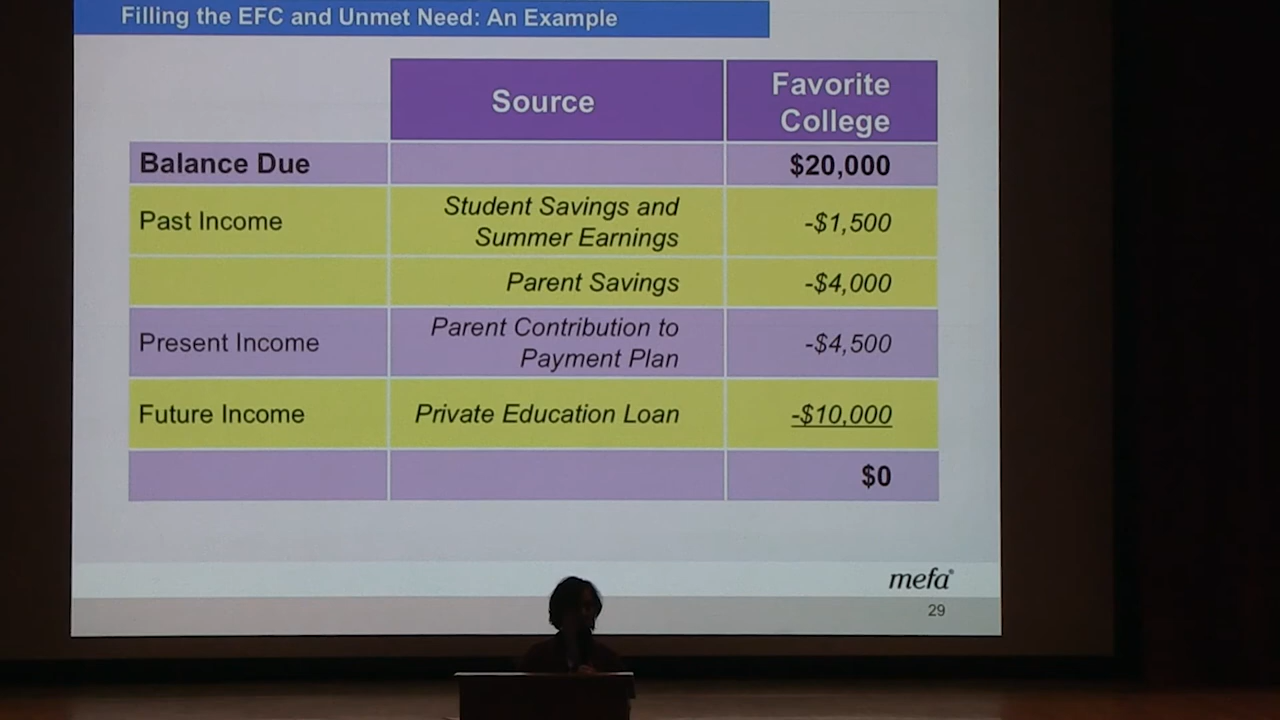 Filling the EFC and Unmet Need: An Example
Source
Favorite
College
Balance Due
$20,000
Past Income
Student Savings and
Summer Earnings
-$1,500
Parent Savings
-$4,000
Present Income
Parent Contribution to
Payment Plan
-$4,500
Future Income
Private Education Loan
-$10,000
$0
mefa®
29